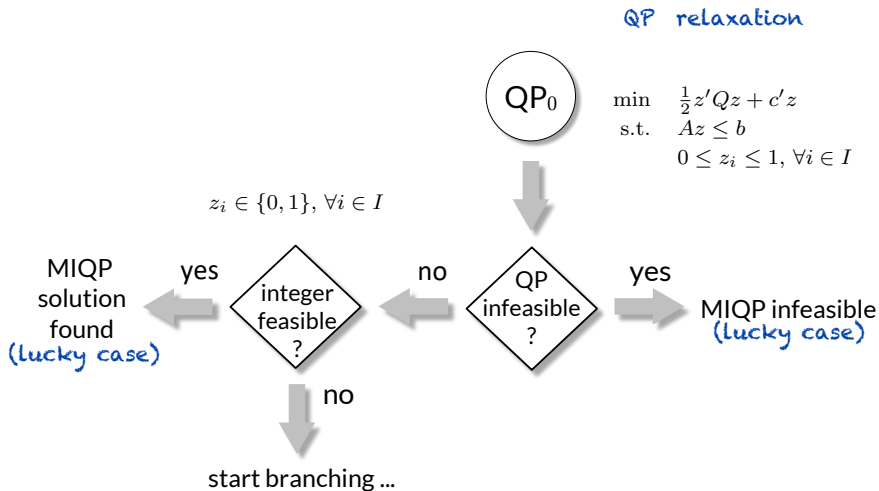 QP relaxation
QP₀
min ½ z′Qz + c′z
s.t. Az ≤ b
0 ≤ zᵢ ≤ 1, ∀i ∈ I
zᵢ ∈ {0, 1}, ∀i ∈ I
MIQP
solution
found
(lucky case)
yes
integer
feasible
?
no
QP
infeasible
?
yes
MIQP infeasible
(lucky case)
no
start branching ...